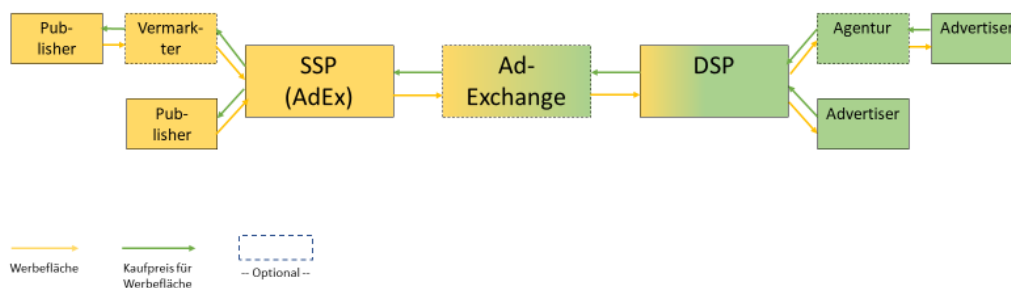 Pub-
lisher
Vermark-
ter
SSP
(AdEx)
Pub-
lisher
Ad-
Exchange
DSP
Agentur
Advertiser
Advertiser
Werbefläche
Kaufpreis für
Werbefläche
-- Optional --